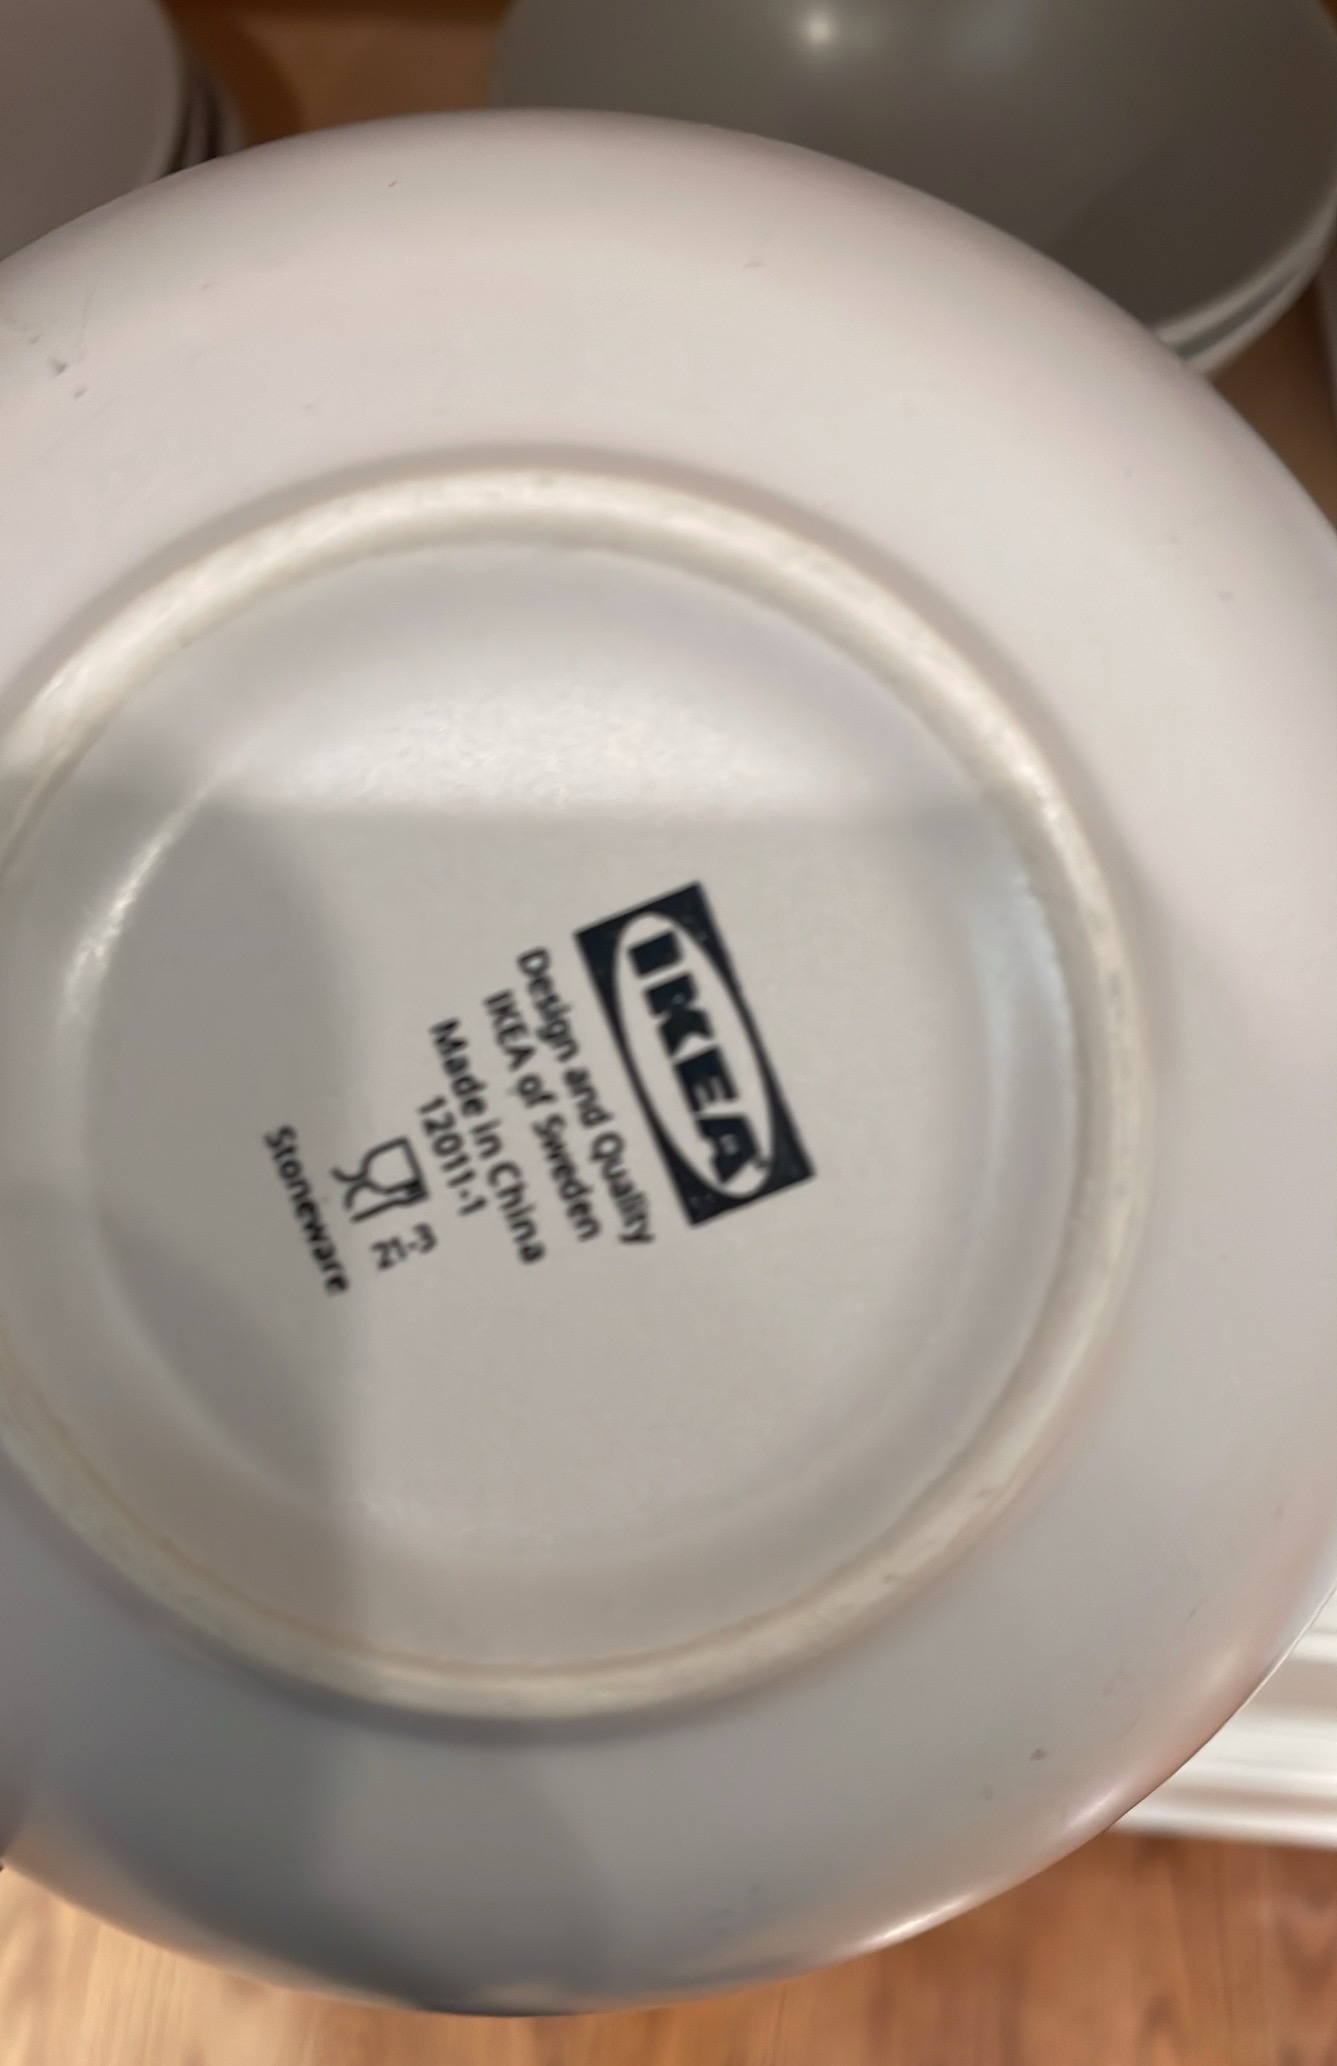 IKEA®
Design and Quality
IKEA of Sweden
Made in China
12011-1
Stoneware